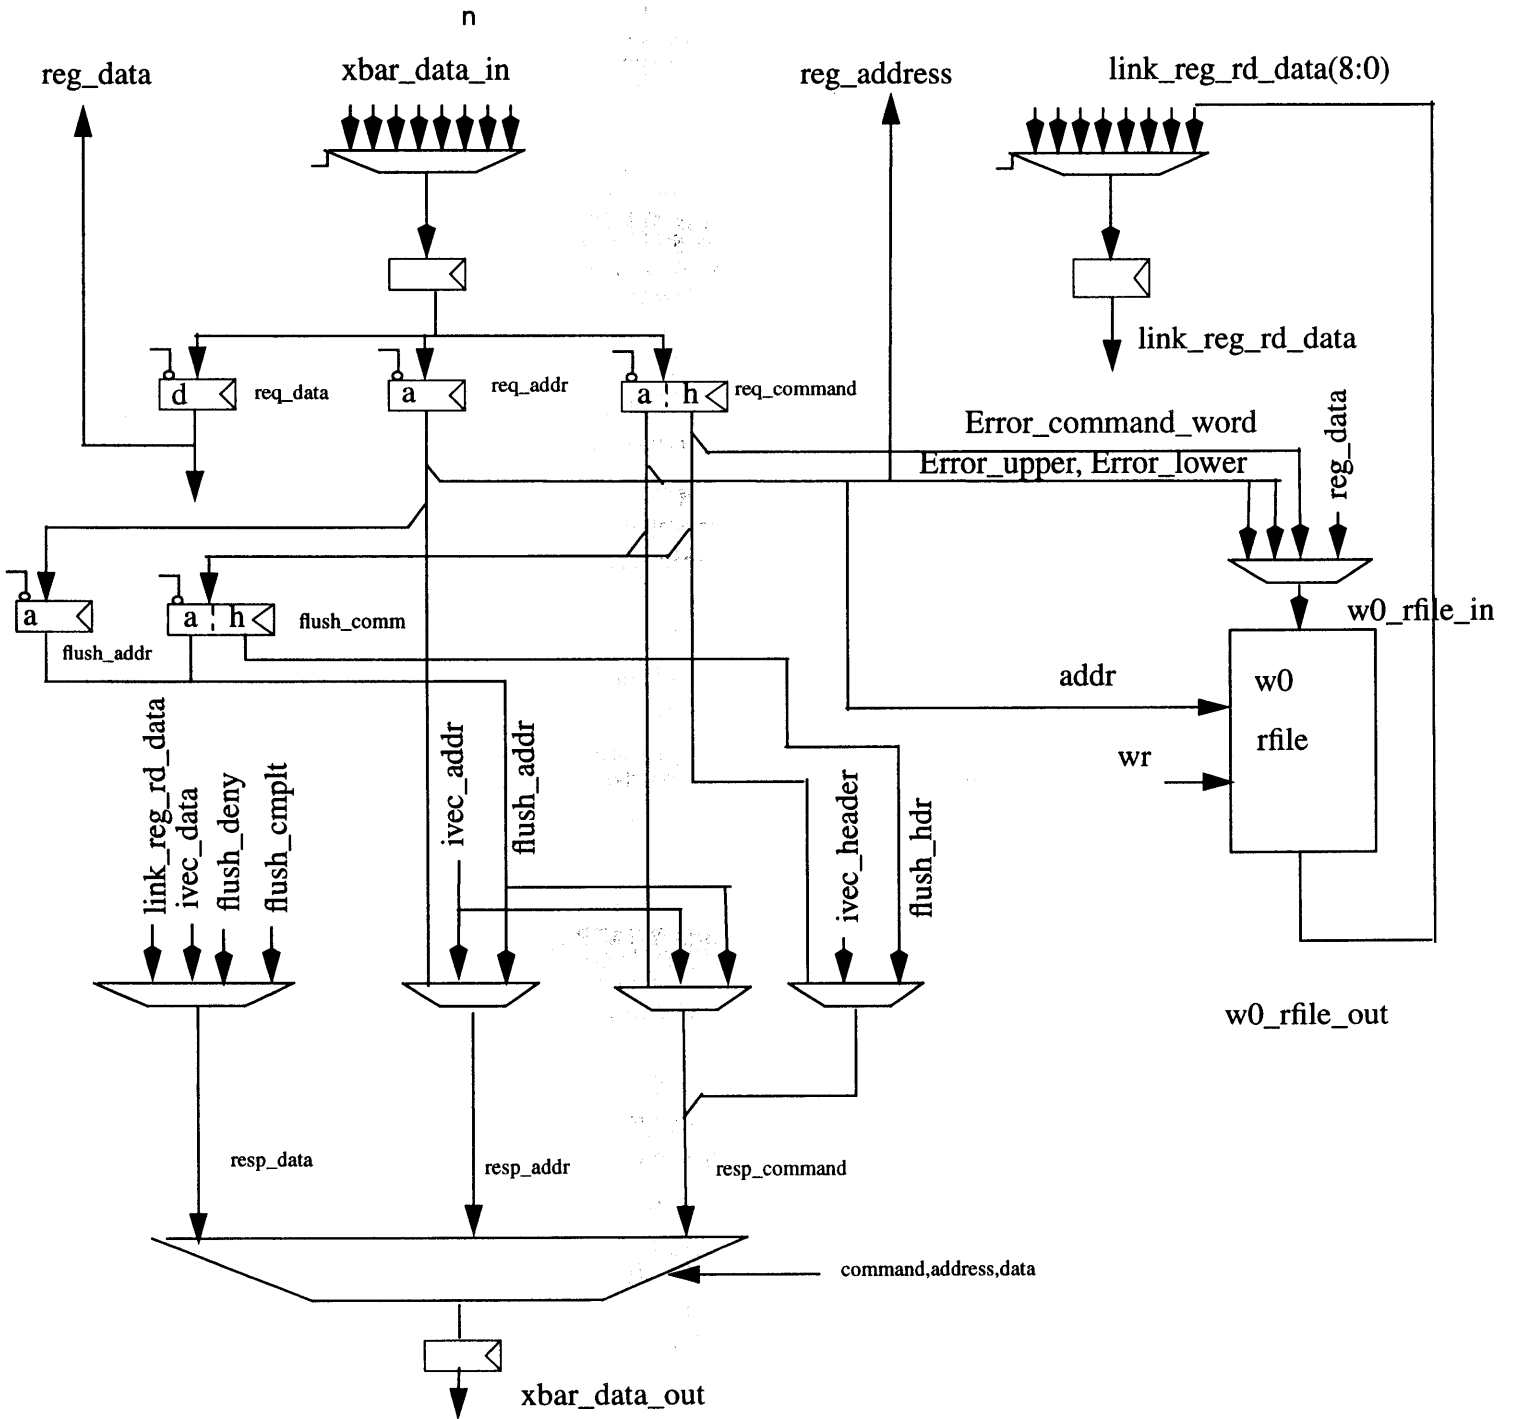 n
reg_data
xbar_data_in
reg_address
link_reg_rd_data(8:0)
link_reg_rd_data
d
req_data
a
req_addr
a
h
req_command
Error_command_word
Error_upper, Error_lower
reg_data
a
flush_addr
a
h
flush_comm
w0_rfile_in
addr
w0
rfile
wr
link_reg_rd_data
ivec_data
flush_deny
flush_cmplt
ivec_addr
flush_addr
ivec_header
flush_hdr
w0_rfile_out
resp_data
resp_addr
resp_command
command,address,data
xbar_data_out